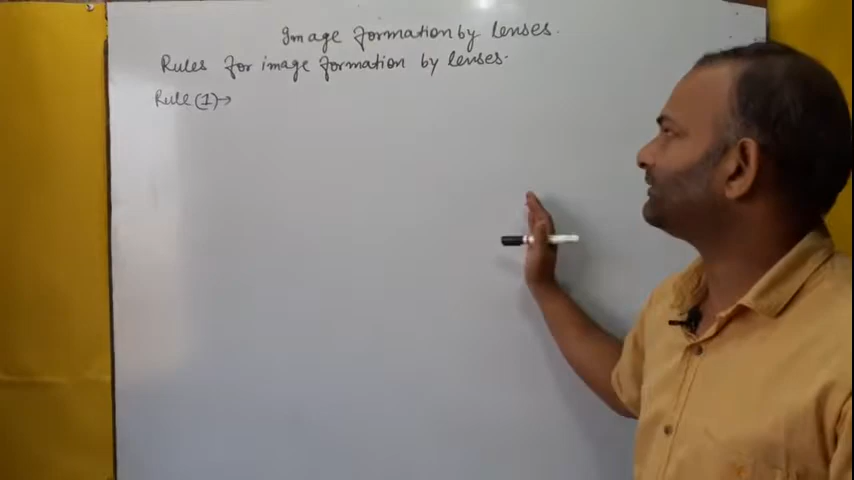 Image formation by lenses.
Rules for image formation by lenses.
Rule (1)→